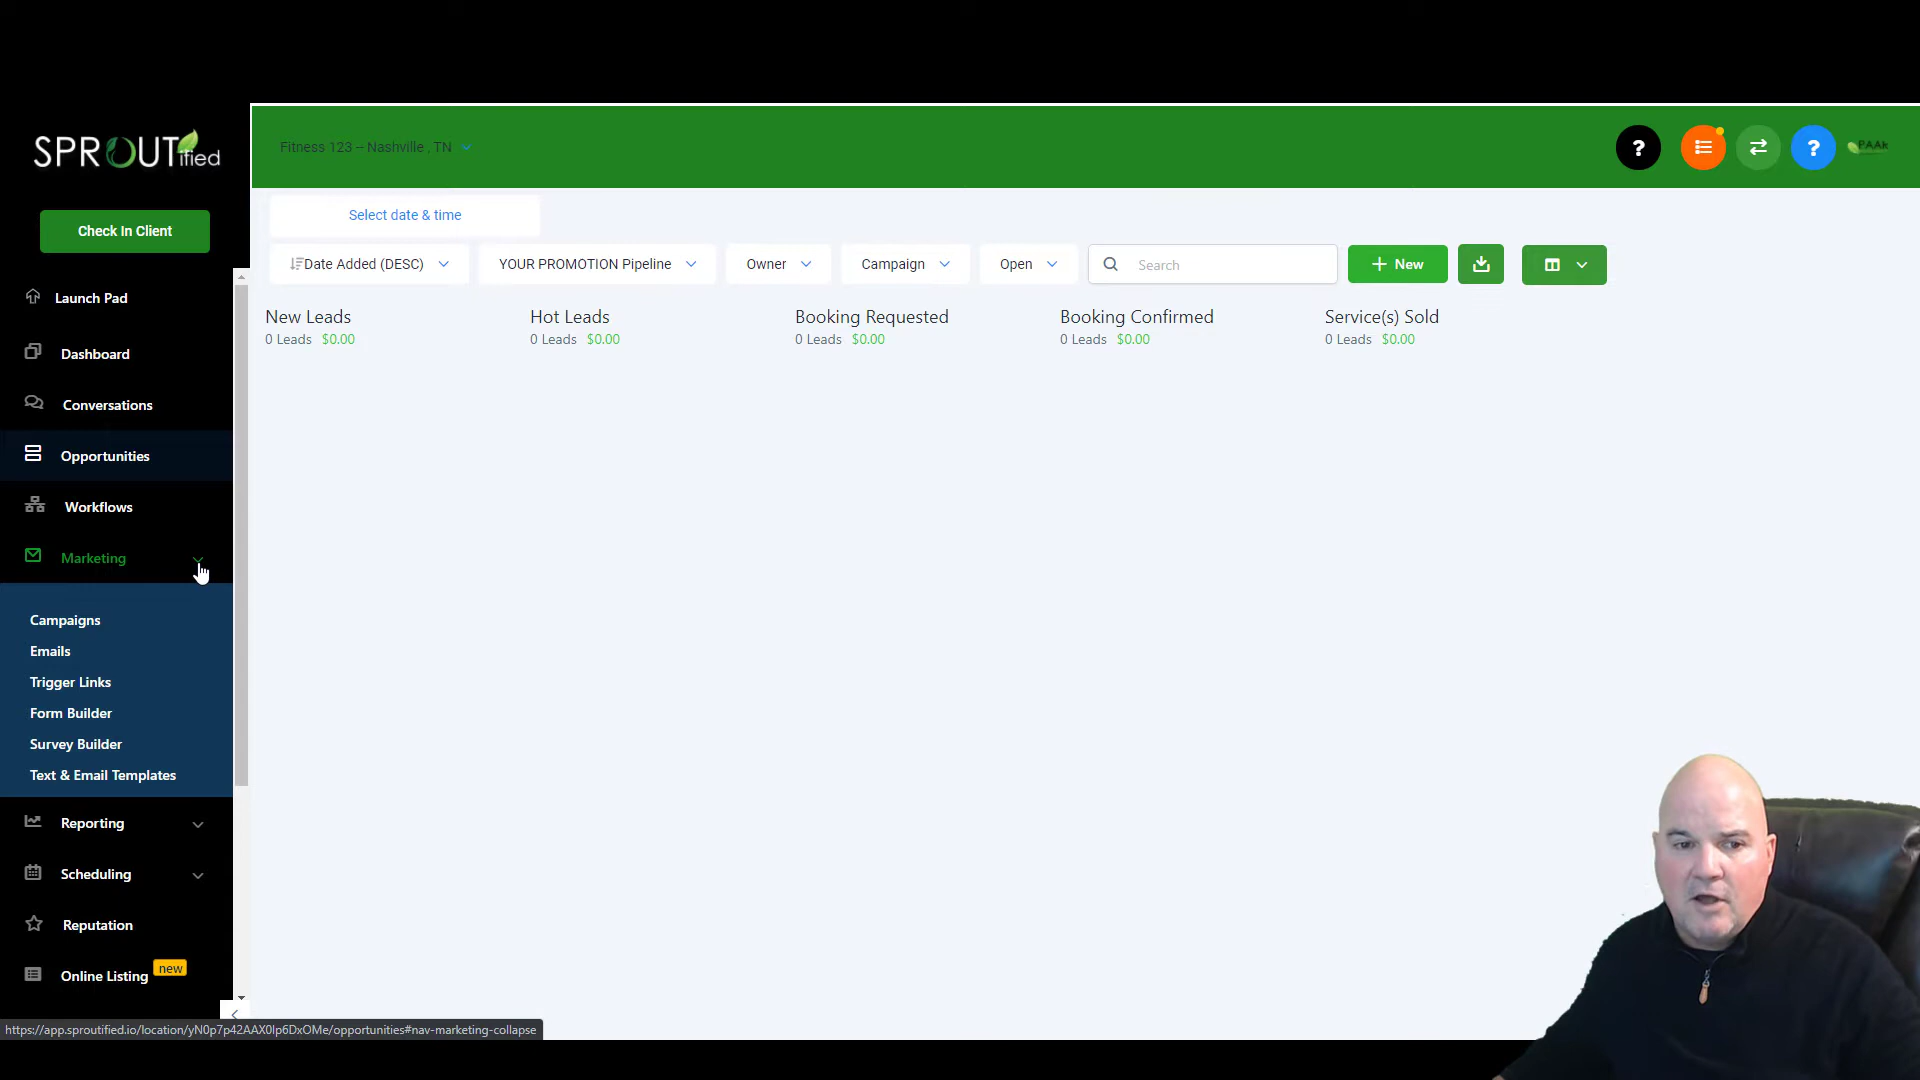 SPROUTified
Fitness 123 – Nashville , TN
?
?
PAAk
Check In Client
Select date & time
Date Added (DESC)
YOUR PROMOTION Pipeline
Owner
Campaign
Open
Search
+ New
Launch Pad
New Leads
0 Leads $0.00
Hot Leads
0 Leads $0.00
Booking Requested
0 Leads $0.00
Booking Confirmed
0 Leads $0.00
Service(s) Sold
0 Leads $0.00
Dashboard
Conversations
Opportunities
Workflows
Marketing
Campaigns
Emails
Trigger Links
Form Builder
Survey Builder
Text & Email Templates
Reporting
Scheduling
Reputation
Online Listing new
https://app.sproutified.io/location/yN0p7p42AAX0lp6DxOMe/opportunities#nav-marketing-collapse